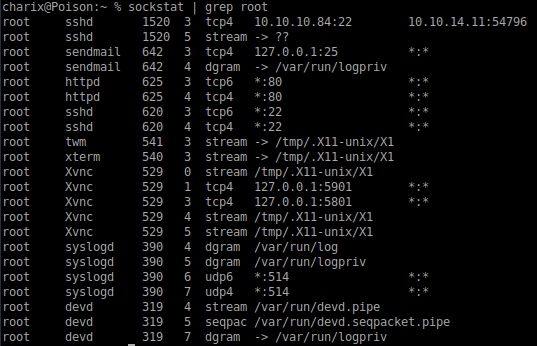 charix@Poison:~ % sockstat | grep root
root     sshd       1520  3  tcp4   10.10.10.84:22        10.10.14.11:54796
root     sshd       1520  5  stream -> ??
root     sendmail   642   3  tcp4   127.0.0.1:25          *:*
root     sendmail   642   4  dgram  -> /var/run/logpriv
root     httpd      625   3  tcp6   *:80                  *:*
root     httpd      625   4  tcp4   *:80                  *:*
root     sshd       620   3  tcp6   *:22                  *:*
root     sshd       620   4  tcp4   *:22                  *:*
root     twm        541   3  stream -> /tmp/.X11-unix/X1
root     xterm      540   3  stream -> /tmp/.X11-unix/X1
root     Xvnc       529   0  stream /tmp/.X11-unix/X1
root     Xvnc       529   1  tcp4   127.0.0.1:5901        *:*
root     Xvnc       529   3  tcp4   127.0.0.1:5801        *:*
root     Xvnc       529   4  stream /tmp/.X11-unix/X1
root     Xvnc       529   5  stream /tmp/.X11-unix/X1
root     syslogd    390   4  dgram  /var/run/log
root     syslogd    390   5  dgram  /var/run/logpriv
root     syslogd    390   6  udp6   *:514                 *:*
root     syslogd    390   7  udp4   *:514                 *:*
root     devd       319   4  stream /var/run/devd.pipe
root     devd       319   5  seqpac /var/run/devd.seqpacket.pipe
root     devd       319   7  dgram  -> /var/run/logpriv